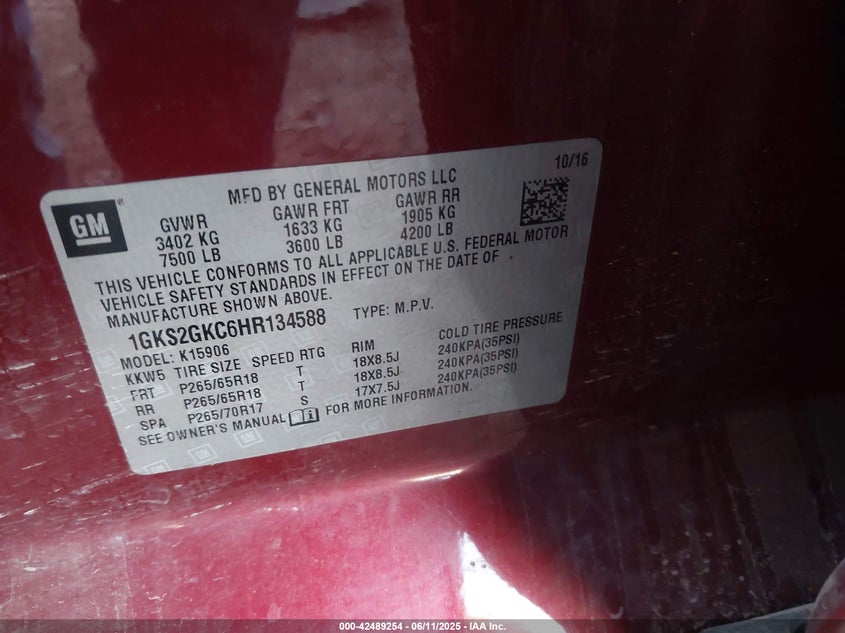 10/16
GM
MFD BY GENERAL MOTORS LLC
GVWR GAWR FRT GAWR RR
3402 KG 1633 KG 1905 KG
7500 LB 3600 LB 4200 LB
THIS VEHICLE CONFORMS TO ALL APPLICABLE U.S. FEDERAL MOTOR
VEHICLE SAFETY STANDARDS IN EFFECT ON THE DATE OF
MANUFACTURE SHOWN ABOVE.
1GKS2GKC6HR134588 TYPE: M.P.V.
MODEL: K15906
KKW5 TIRE SIZE SPEED RTG RIM COLD TIRE PRESSURE
FRT P265/65R18 T 18X8.5J 240KPA(35PSI)
RR P265/65R18 T 18X8.5J 240KPA(35PSI)
SPA P265/70R17 S 17X7.5J 240KPA(35PSI)
SEE OWNER'S MANUAL FOR MORE INFORMATION.
000-42489254 - 06/11/2025 - IAA Inc.